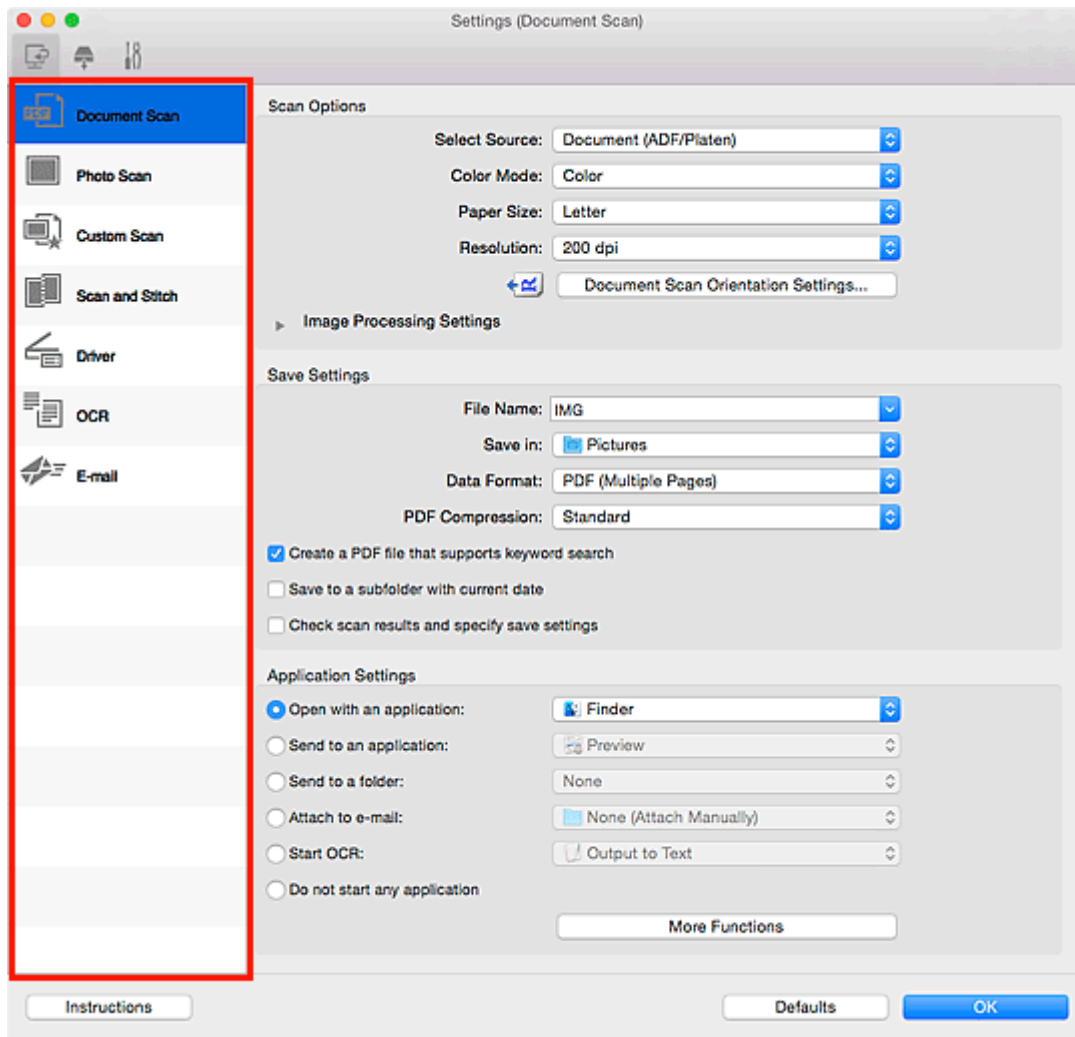 Settings (Document Scan)
Document Scan
Photo Scan
Custom Scan
Scan and Stitch
Driver
OCR
E-mail
Scan Options
Select Source: Document (ADF/Platen)
Color Mode: Color
Paper Size: Letter
Resolution: 200 dpi
Document Scan Orientation Settings...
Image Processing Settings
Save Settings
File Name: IMG
Save in: Pictures
Data Format: PDF (Multiple Pages)
PDF Compression: Standard
Create a PDF file that supports keyword search
Save to a subfolder with current date
Check scan results and specify save settings
Application Settings
Open with an application: Finder
Send to an application: Preview
Send to a folder: None
Attach to e-mail: None (Attach Manually)
Start OCR: Output to Text
Do not start any application
More Functions
Instructions
Defaults
OK